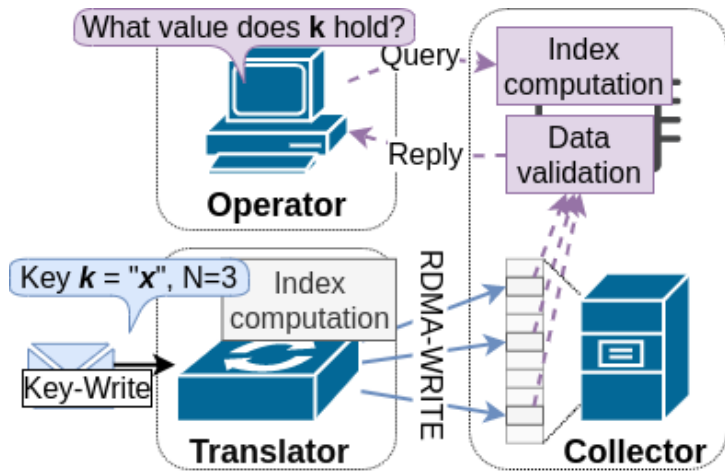 What value does k hold?
Query
Index
computation
Reply
Data
validation
Operator
Key k = "x", N=3
Index
computation
RDMA-WRITE
Key-Write
Translator
Collector